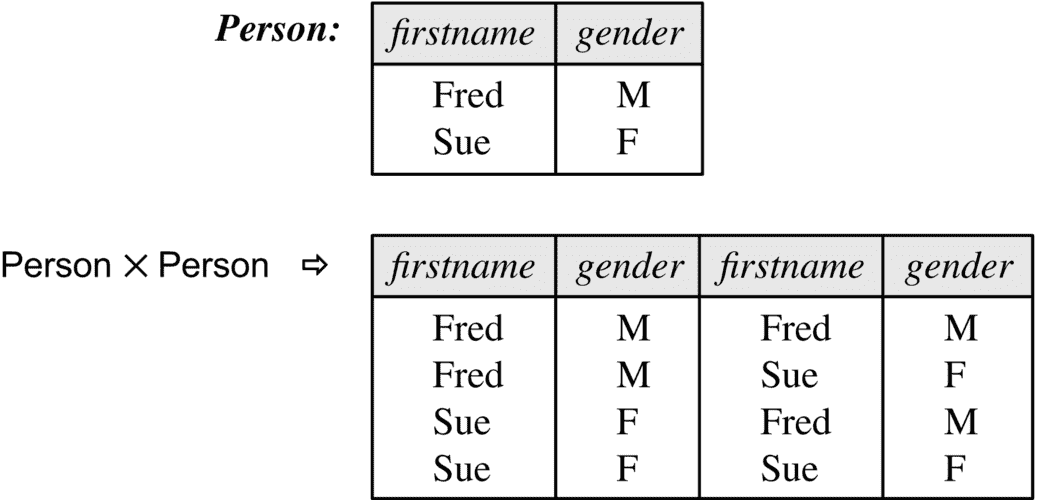 Person: firstname gender
Fred M
Sue F
Person × Person ⇨ firstname gender firstname gender
Fred M Fred M
Fred M Sue F
Sue F Fred M
Sue F Sue F